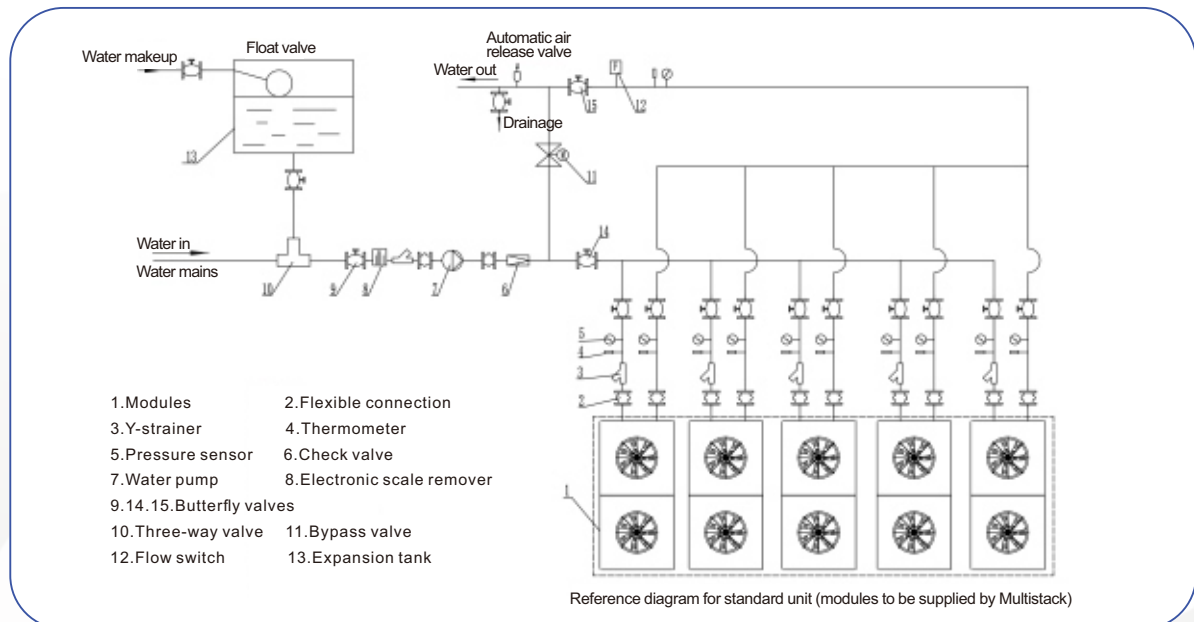 Automatic air
release valve
Float valve
Water makeup
Water out
F
12
15
Drainage
13
11
Water in
Water mains
14
10
9
8
7
6
5
4
3
2
1.Modules
2.Flexible connection
3.Y-strainer
4.Thermometer
5.Pressure sensor
6.Check valve
7.Water pump
8.Electronic scale remover
9.14.15.Butterfly valves
10.Three-way valve
11.Bypass valve
12.Flow switch
13.Expansion tank
1
Reference diagram for standard unit (modules to be supplied by Multistack)